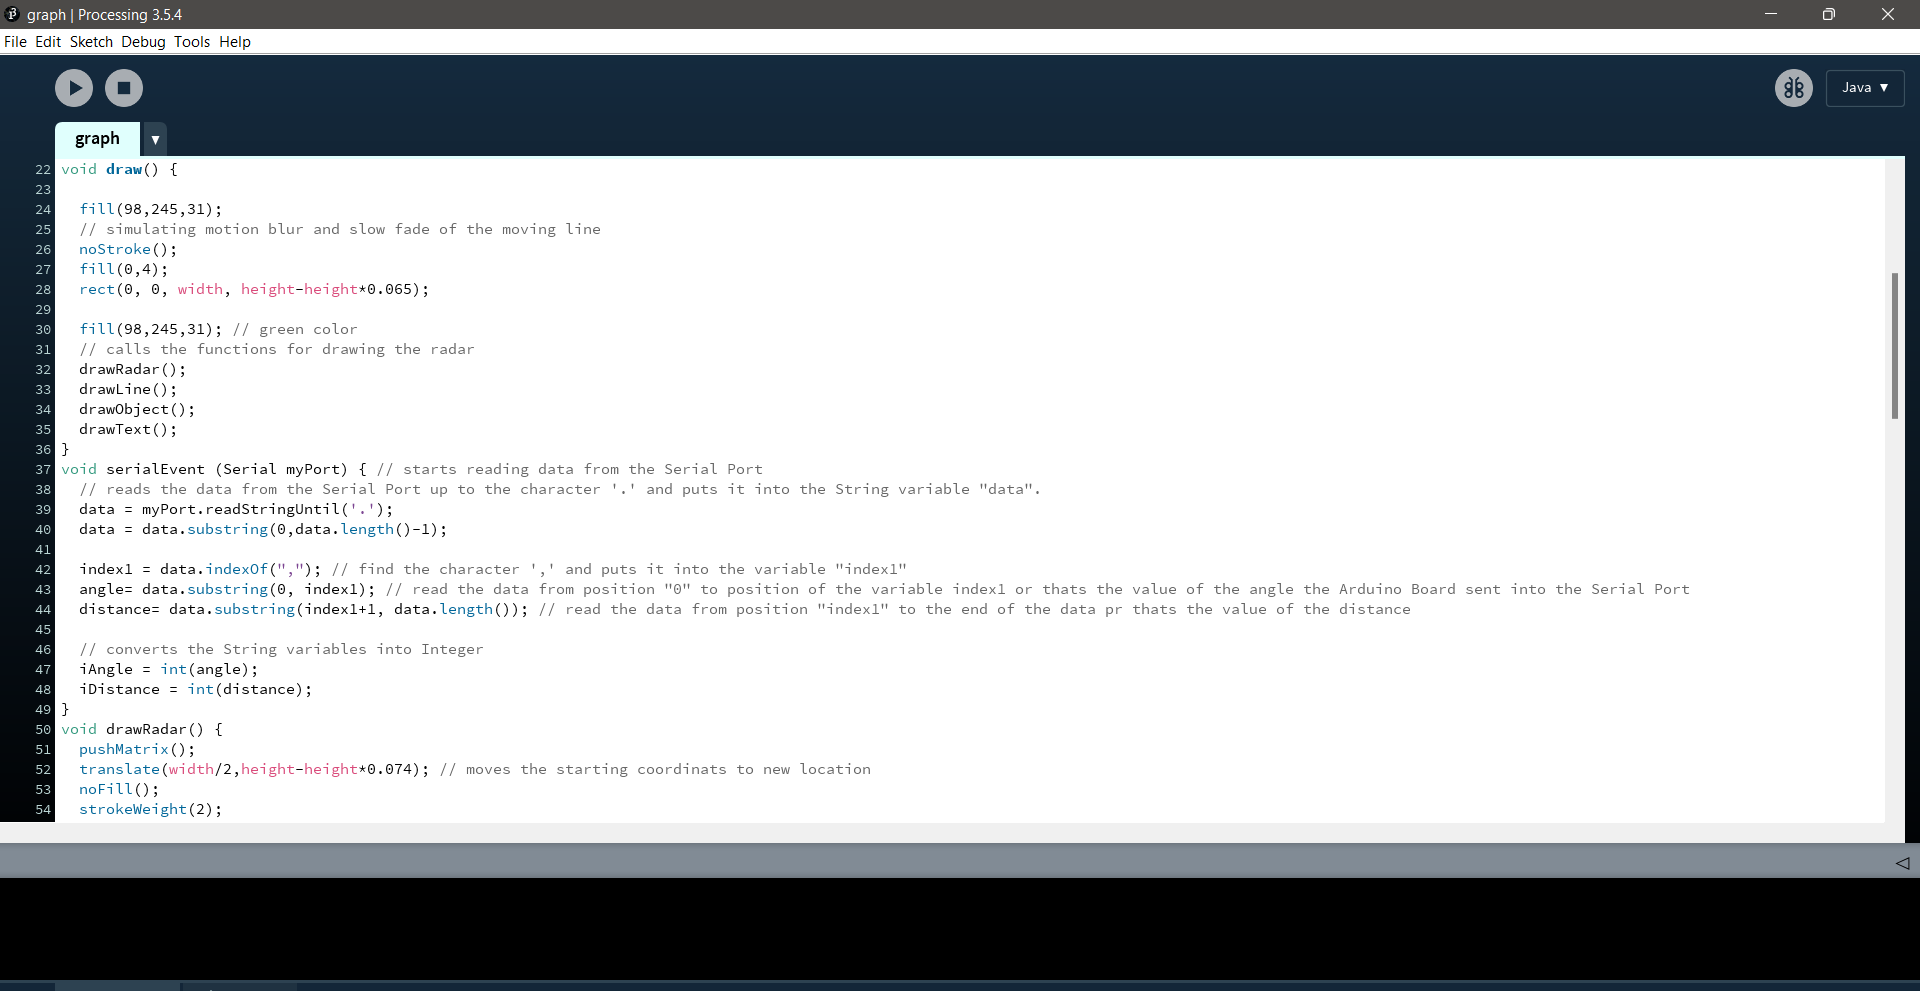 graph | Processing 3.5.4
File Edit Sketch Debug Tools Help
Java ▼
graph ▼
22 void draw() {
23
24 fill(98,245,31);
25 // simulating motion blur and slow fade of the moving line
26 noStroke();
27 fill(0,4);
28 rect(0, 0, width, height-height*0.065);
29
30 fill(98,245,31); // green color
31 // calls the functions for drawing the radar
32 drawRadar();
33 drawLine();
34 drawObject();
35 drawText();
36 }
37 void serialEvent (Serial myPort) { // starts reading data from the Serial Port
38 // reads the data from the Serial Port up to the character '.' and puts it into the String variable "data".
39 data = myPort.readStringUntil('.');
40 data = data.substring(0,data.length()-1);
41
42 index1 = data.indexOf(","); // find the character ',' and puts it into the variable "index1"
43 angle= data.substring(0, index1); // read the data from position "0" to position of the variable index1 or thats the value of the angle the Arduino Board sent into the Serial Port
44 distance= data.substring(index1+1, data.length()); // read the data from position "index1" to the end of the data pr thats the value of the distance
45
46 // converts the String variables into Integer
47 iAngle = int(angle);
48 iDistance = int(distance);
49 }
50 void drawRadar() {
51 pushMatrix();
52 translate(width/2,height-height*0.074); // moves the starting coordinats to new location
53 noFill();
54 strokeWeight(2);